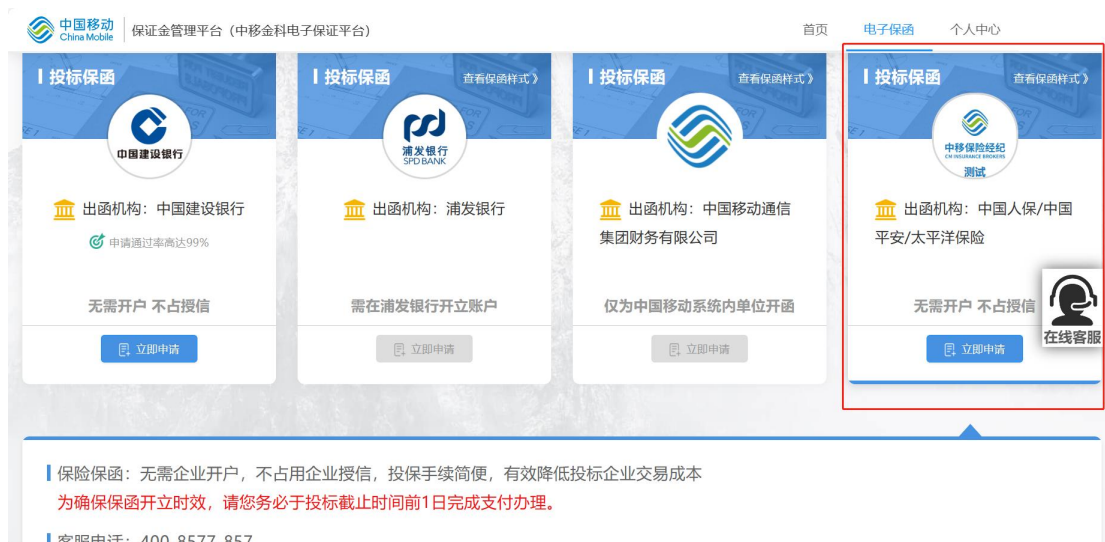 中国移动
China Mobile
保证金管理平台（中移金科电子保证平台）
首页
电子保函
个人中心
投标保函
中国建设银行
出函机构：中国建设银行
申请通过率高达99%
无需开户 不占授信
立即申请
投标保函
查看保函样式》
浦发银行
SPD BANK
出函机构：浦发银行
需在浦发银行开立账户
立即申请
投标保函
查看保函样式》
出函机构：中国移动通信
集团财务有限公司
仅为中国移动系统内单位开函
立即申请
投标保函
查看保函样式》
中移保险经纪
CM INSURANCE BROKERS
测试
出函机构：中国人保/中国
平安/太平洋保险
无需开户 不占授信
立即申请
在线客服
保险保函：无需企业开户，不占用企业授信，投保手续简便，有效降低投标企业交易成本
为确保保函开立时效，请您务必于投标截止时间前1日完成支付办理。
客服电话：400-8577-857